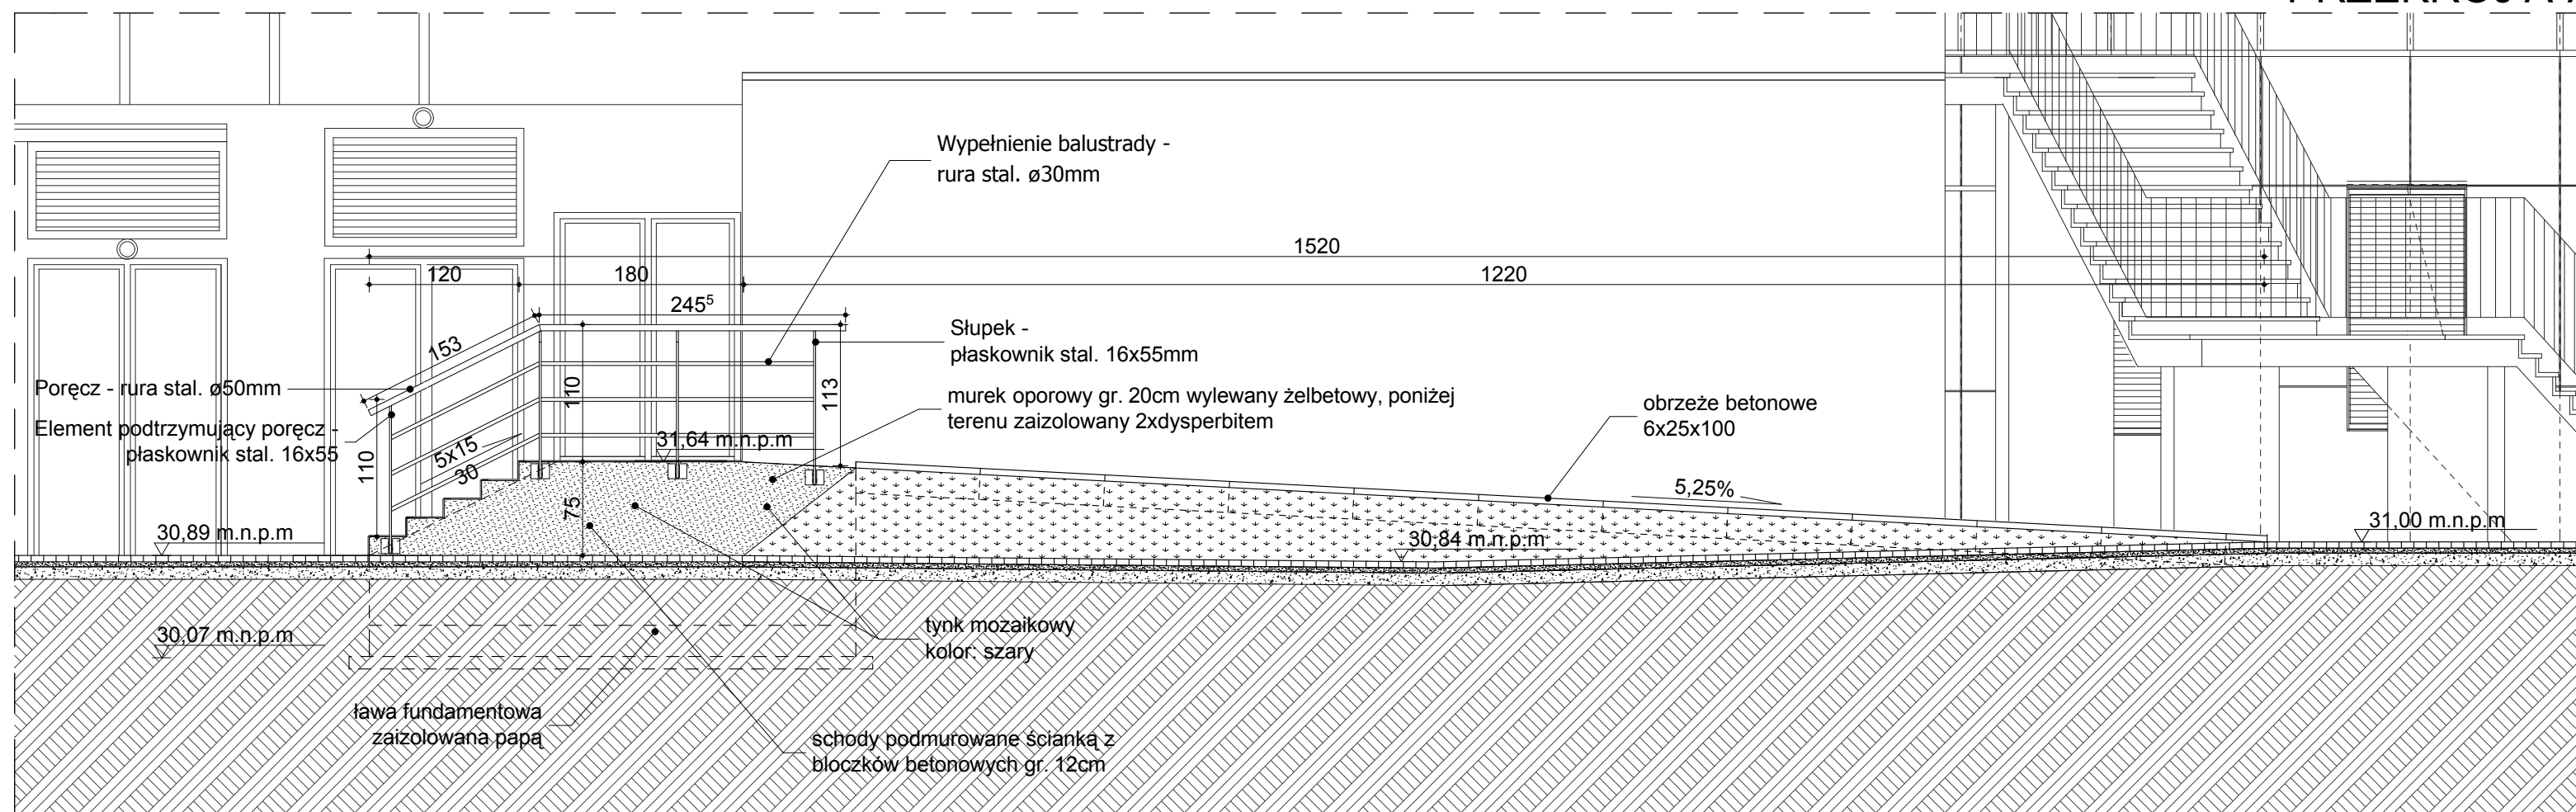 Wypełnienie balustrady -
rura stal. ø30mm
1520
120
180
1220
245⁵
Słupek -
płaskownik stal. 16x55mm
153
Poręcz - rura stal. ø50mm
110
113
murek oporowy gr. 20cm wylewany żelbetowy, poniżej
terenu zaizolowany 2xdysperbitem
obrzeże betonowe
6x25x100
Element podtrzymujący poręcz -
płaskownik stal. 16x55
110
5x15
30
31,64 m.n.p.m
5,25%
75
30,89 m.n.p.m
30,84 m.n.p.m
31,00 m.n.p.m
30,07 m.n.p.m
tynk mozaikowy
kolor: szary
ława fundamentowa
zaizolowana papą
schody podmurowane ścianką z
bloczków betonowych gr. 12cm